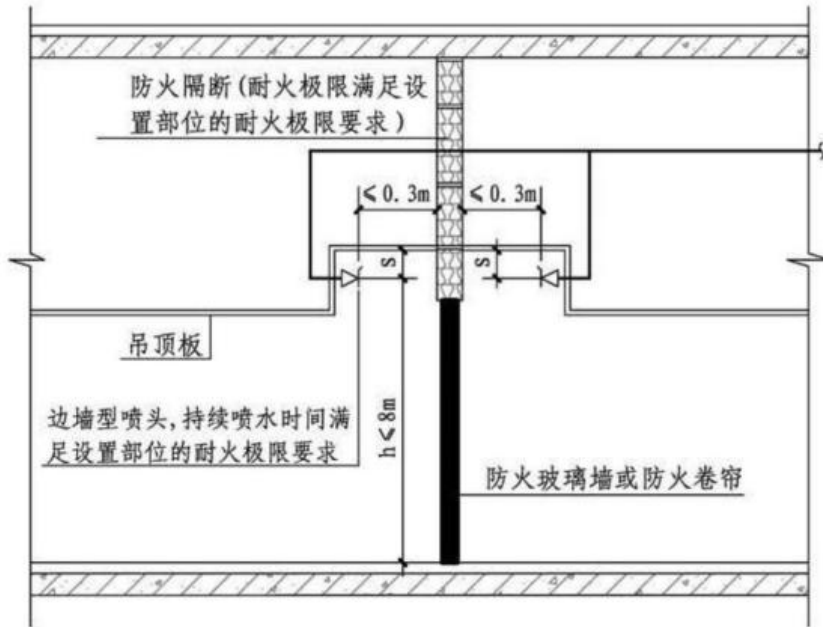 防火隔断(耐火极限满足设
置部位的耐火极限要求)
≤0.3m
≤0.3m
s
s
吊顶板
h≤8m
边墙型喷头,持续喷水时间满
足设置部位的耐火极限要求
防火玻璃墙或防火卷帘